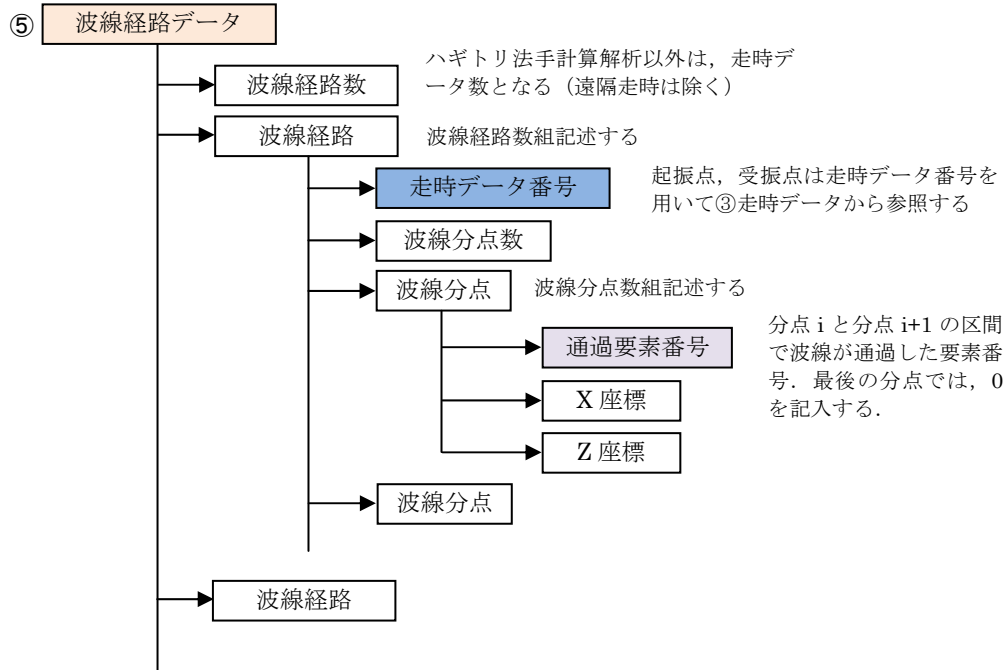 ⑤ 波線経路データ
波線経路数
ハギトリ法手計算解析以外は，走時デ
ータ数となる（遠隔走時は除く）
波線経路
波線経路数組記述する
走時データ番号
起振点，受振点は走時データ番号を
用いて③走時データから参照する
波線分点数
波線分点
波線分点数組記述する
通過要素番号
分点 i と分点 i+1 の区間
で波線が通過した要素番
号．最後の分点では，0
を記入する．
X 座標
Z 座標
波線分点
波線経路